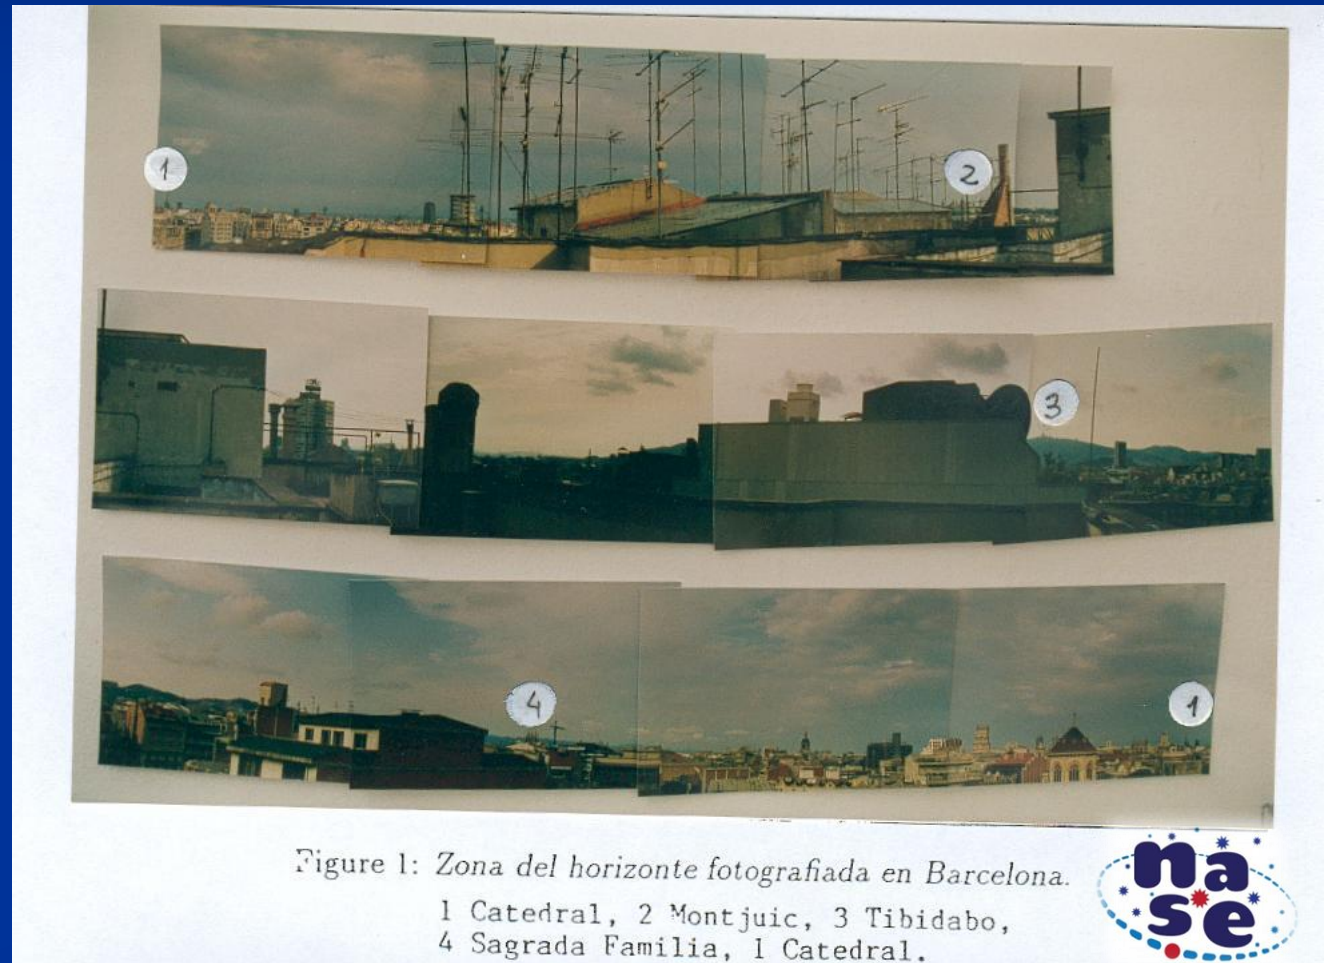 1
2
3
4
1
Figure 1: Zona del horizonte fotografiada en Barcelona.
1 Catedral, 2 Montjuic, 3 Tibidabo,
4 Sagrada Familia, 1 Catedral.
nase